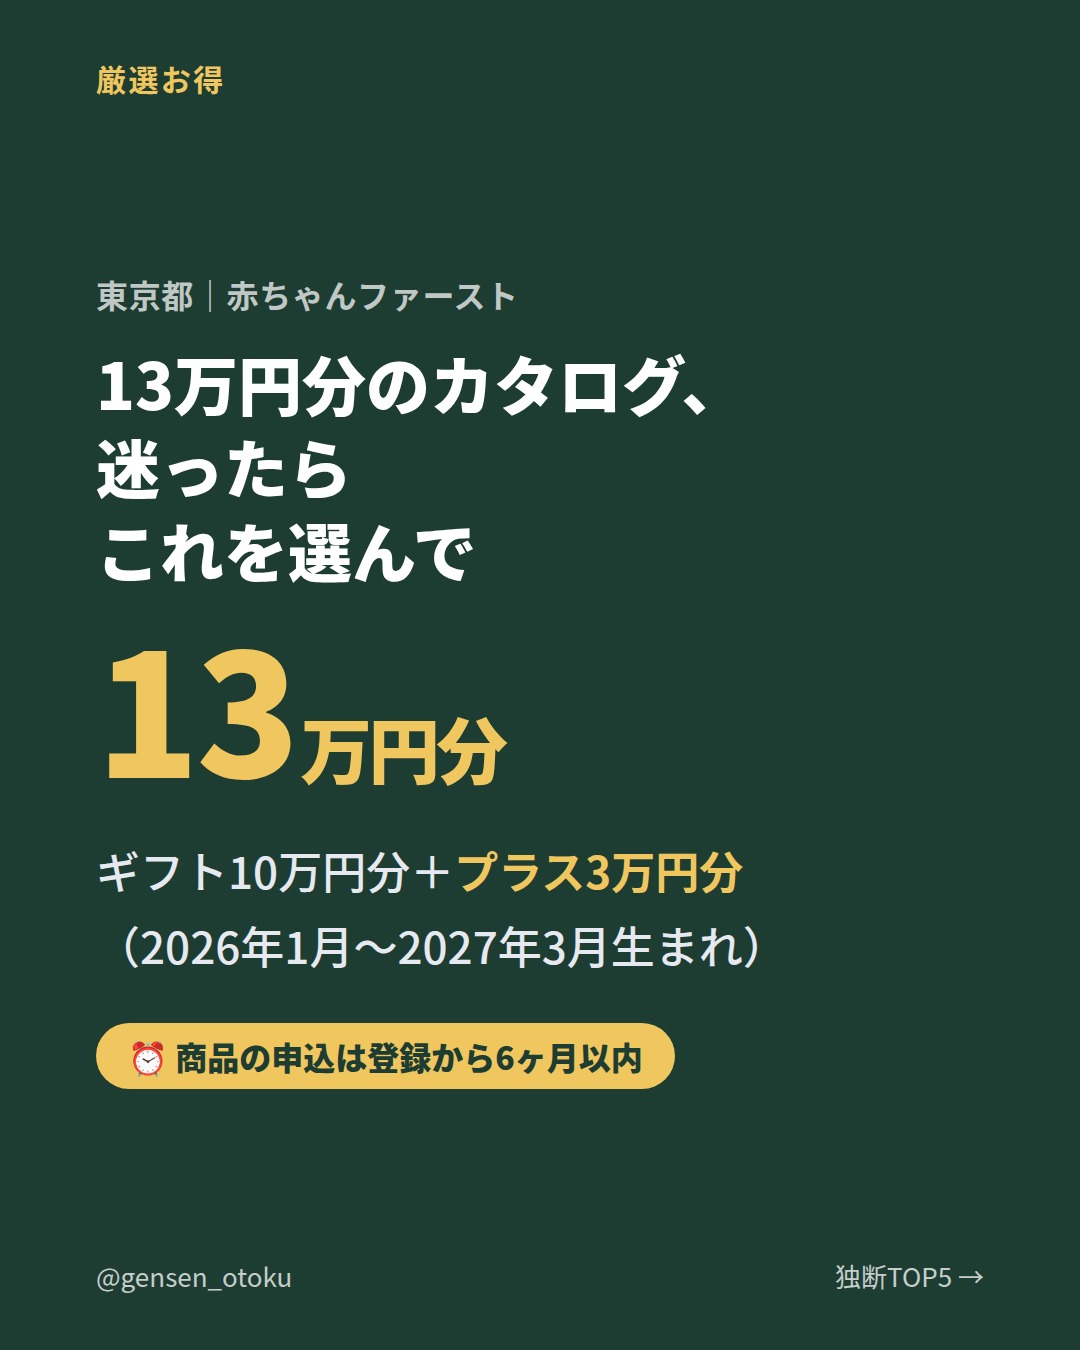 厳選お得
東京都｜赤ちゃんファースト
13万円分のカタログ、
迷ったら
これを選んで
13万円分
ギフト10万円分＋プラス3万円分
（2026年1月〜2027年3月生まれ）
⏰ 商品の申込は登録から6ヶ月以内
@gensen_otoku
独断TOP5 →